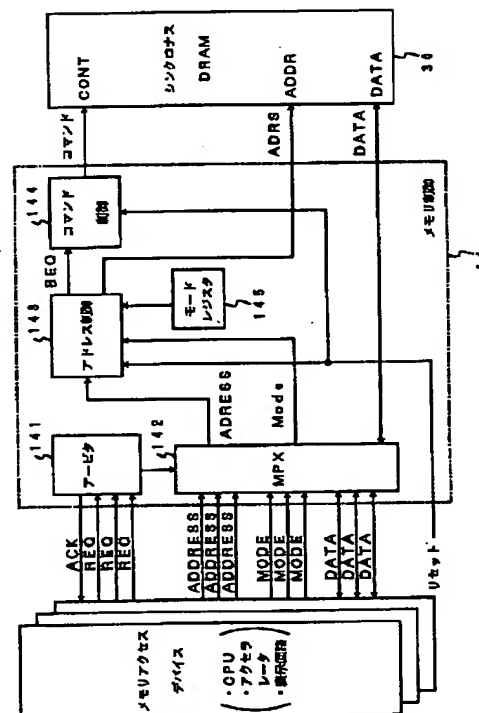 メモリアクセス
デバイス
・CPU
・アクセラ
レータ
・表示回路
ACK
REQ
REQ
REQ
ADDRESS
ADDRESS
ADDRESS
MODE
MODE
MODE
DATA
DATA
DATA
リセット
141
アービタ
142
MPX
ADRESS
Mode
143
アドレス制御
REQ
144
コマンド
制御
モード
レジスタ
145
メモリ制御
コマンド
ADRS
DATA
CONT
シンクロナス
DRAM
ADDR
DATA